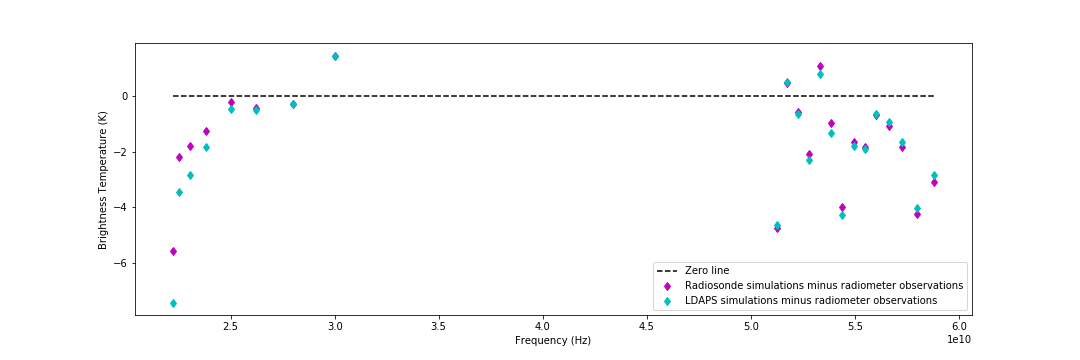 0
−2
−4
−6
Brightness Temperature (K)
Zero line
Radiosonde simulations minus radiometer observations
LDAPS simulations minus radiometer observations
2.5 3.0 3.5 4.0 4.5 5.0 5.5 6.0
1e10
Frequency (Hz)